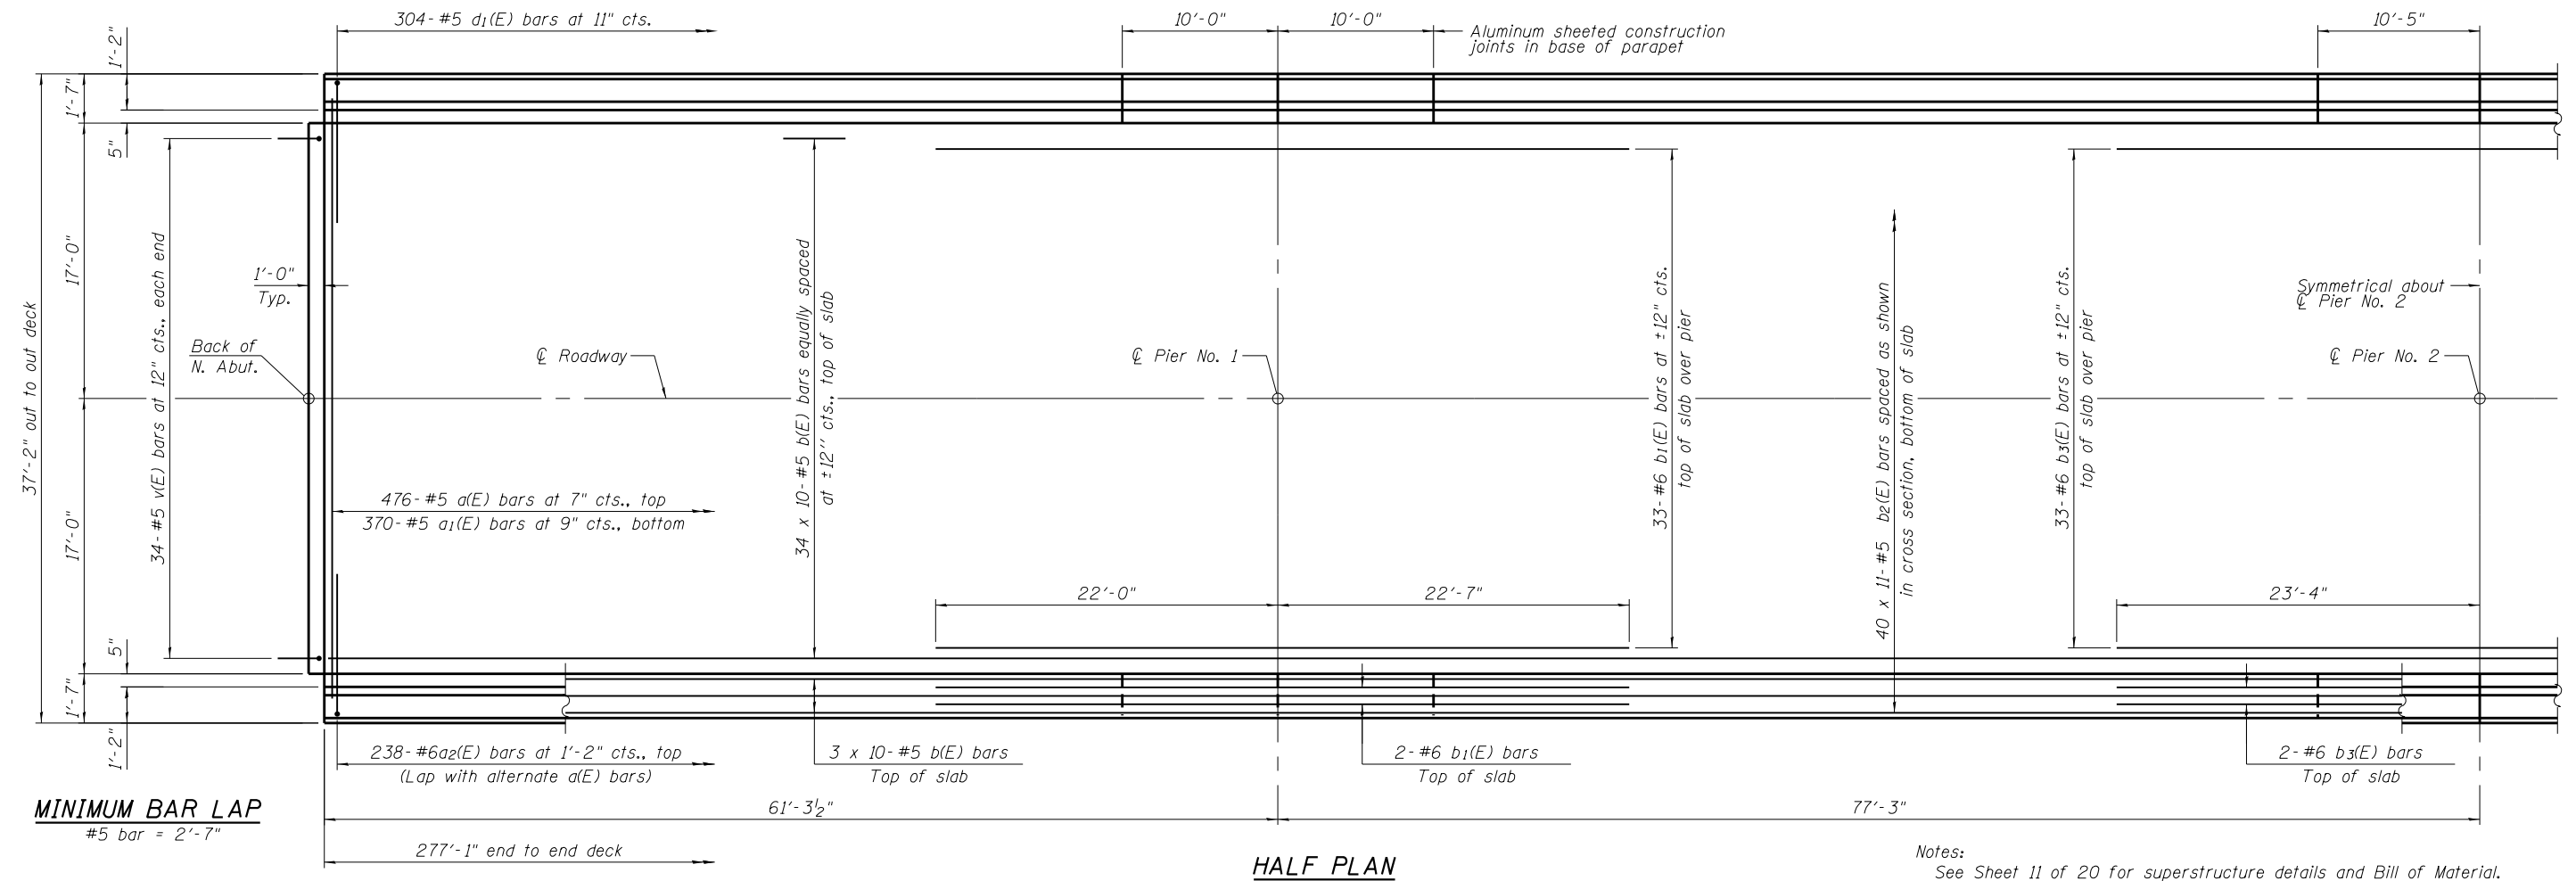 304-#5 d1(E) bars at 11" cts.
10'-0"
10'-0"
Aluminum sheeted construction
joints in base of parapet
10'-5"
1'-2"
1'-7"
5"
17'-0"
37'-2" out to out deck
34-#5 v(E) bars at 12" cts., each end
1'-0"
Typ.
Back of
N. Abut.
℄ Roadway
34 x 10-#5 b(E) bars equally spaced
at ±12'' cts., top of slab
℄ Pier No. 1
33-#6 b1(E) bars at ±12" cts.
top of slab over pier
40 x 11-#5 b2(E) bars spaced as shown
in cross section, bottom of slab
33-#6 b3(E) bars at ±12" cts.
top of slab over pier
Symmetrical about
℄ Pier No. 2
℄ Pier No. 2
476-#5 a(E) bars at 7" cts., top
370-#5 a1(E) bars at 9" cts., bottom
17'-0"
22'-0"
22'-7"
23'-4"
5"
1'-7"
1'-2"
238-#6a2(E) bars at 1'-2" cts., top
(Lap with alternate a(E) bars)
3 x 10-#5 b(E) bars
Top of slab
2-#6 b1(E) bars
Top of slab
2-#6 b3(E) bars
Top of slab
MINIMUM BAR LAP
#5 bar = 2'-7"
61'-3½"
77'-3"
277'-1" end to end deck
HALF PLAN
Notes:
See Sheet 11 of 20 for superstructure details and Bill of Material.